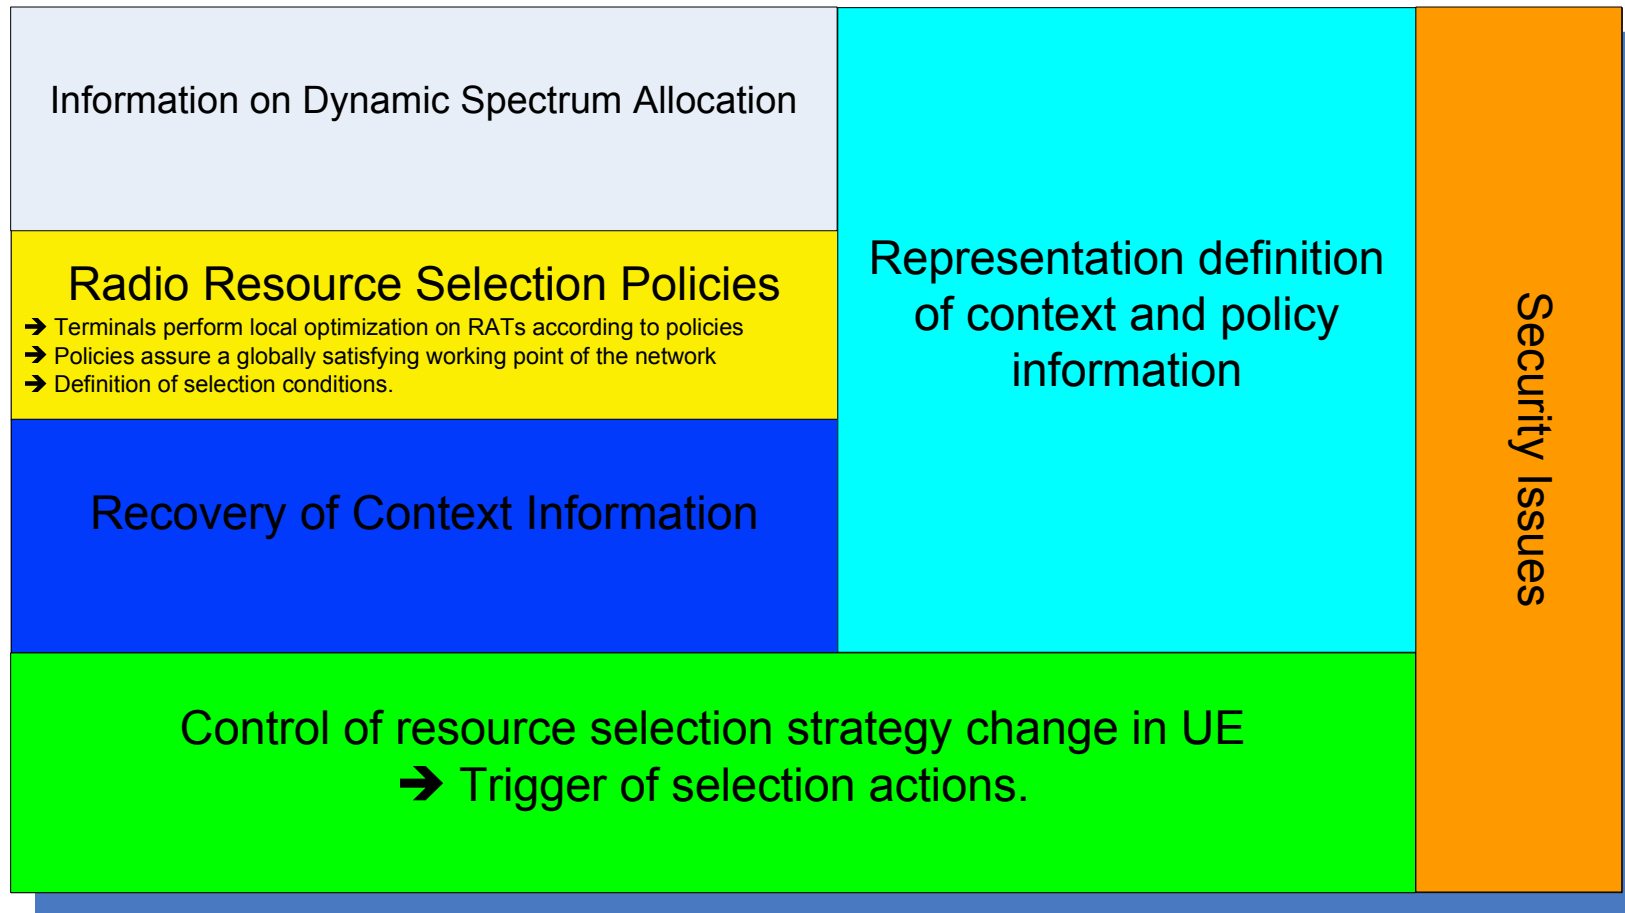 Information on Dynamic Spectrum Allocation
Radio Resource Selection Policies
➔ Terminals perform local optimization on RATs according to policies
➔ Policies assure a globally satisfying working point of the network
➔ Definition of selection conditions.
Recovery of Context Information
Representation definition
of context and policy
information
Security Issues
Control of resource selection strategy change in UE
➔ Trigger of selection actions.